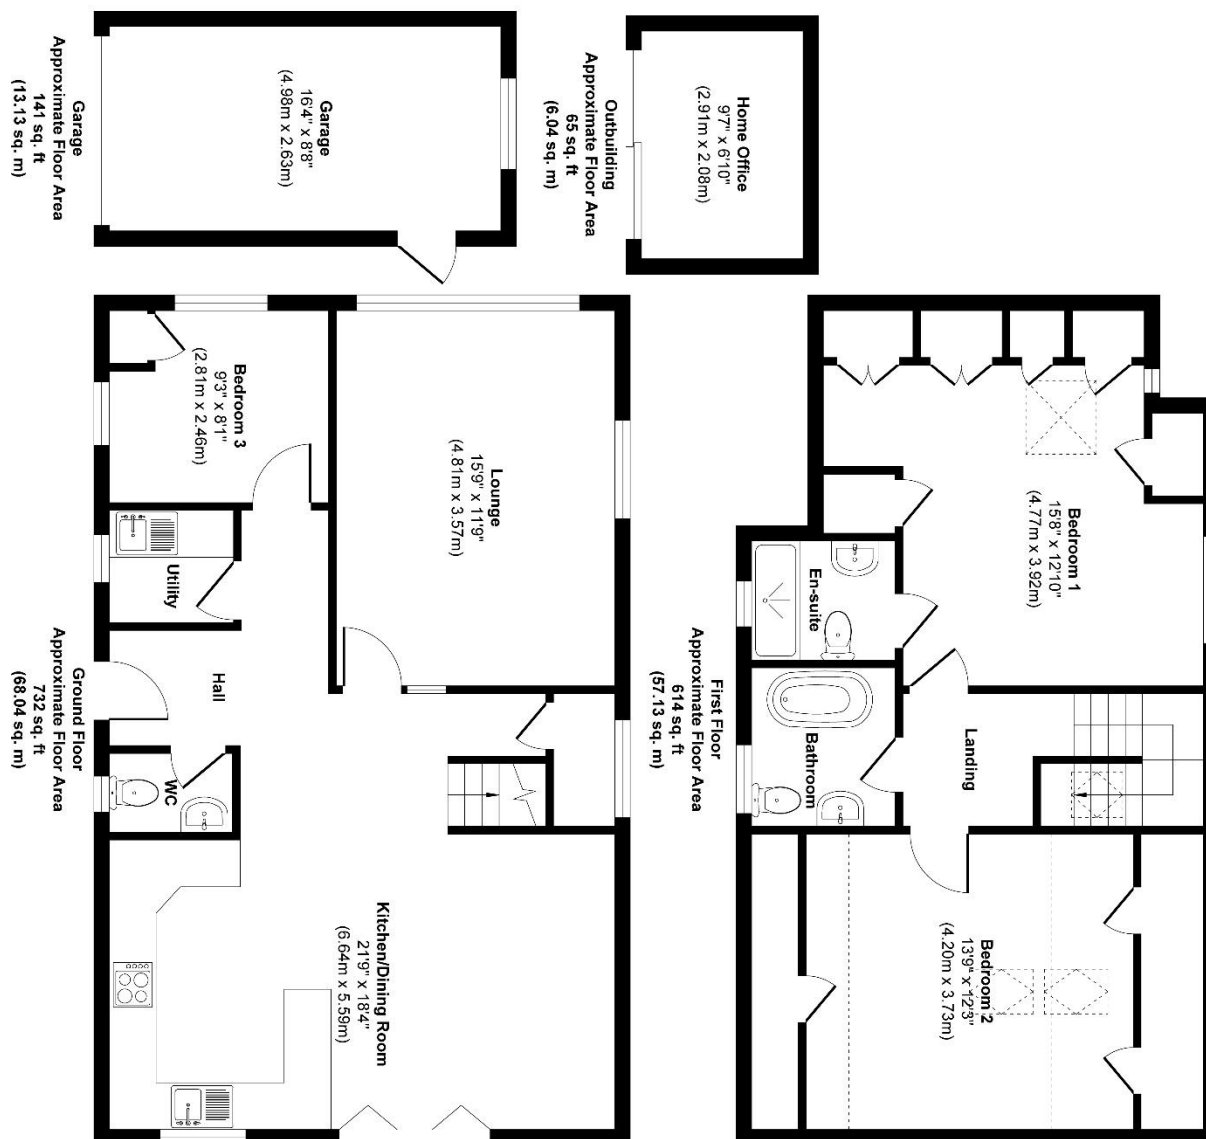 Garage
16'4" x 8'8"
(4.98m x 2.63m)
Garage
Approximate Floor Area
141 sq. ft
(13.13 sq. m)
Home Office
9'7" x 6'10"
(2.91m x 2.08m)
Outbuilding
Approximate Floor Area
65 sq. ft
(6.04 sq. m)
Bedroom 3
9'3" x 8'1"
(2.81m x 2.46m)
Lounge
15'9" x 11'9"
(4.81m x 3.57m)
Utility
Hall
WC
Kitchen/Dining Room
21'9" x 18'4"
(6.64m x 5.59m)
Ground Floor
Approximate Floor Area
732 sq. ft
(68.04 sq. m)
Bedroom 1
15'8" x 12'10"
(4.77m x 3.92m)
En-suite
Bathroom
Landing
Bedroom 2
13'9" x 12'3"
(4.20m x 3.73m)
First Floor
Approximate Floor Area
614 sq. ft
(57.13 sq. m)